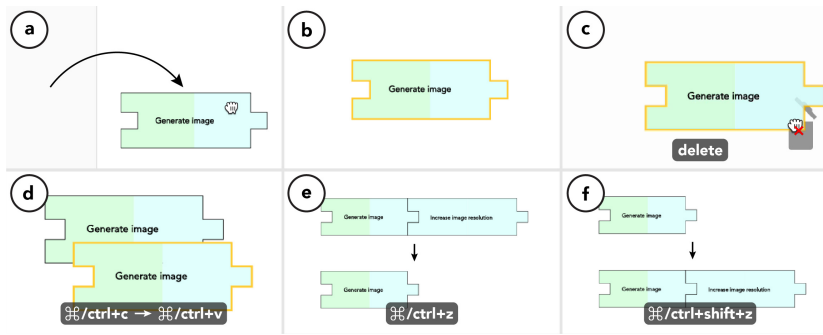 a
Generate image
b
Generate image
c
Generate image
delete
d
Generate image
Generate image
⌘/ctrl+c → ⌘/ctrl+v
e
Generate image
Increase image resolution
Generate image
⌘/ctrl+z
f
Generate image
Generate image
Increase image resolution
⌘/ctrl+shift+z